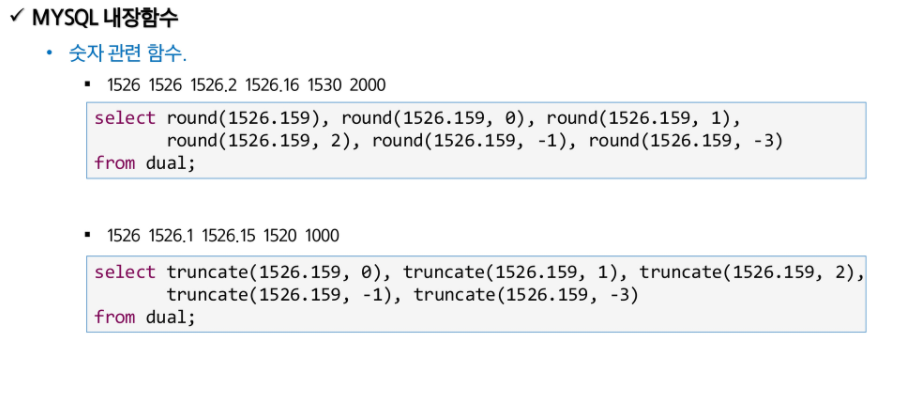 ✓ MYSQL 내장함수
• 숫자 관련 함수.
▪ 1526 1526 1526.2 1526.16 1530 2000
select round(1526.159), round(1526.159, 0), round(1526.159, 1),
round(1526.159, 2), round(1526.159, -1), round(1526.159, -3)
from dual;
▪ 1526 1526.1 1526.15 1520 1000
select truncate(1526.159, 0), truncate(1526.159, 1), truncate(1526.159, 2),
truncate(1526.159, -1), truncate(1526.159, -3)
from dual;